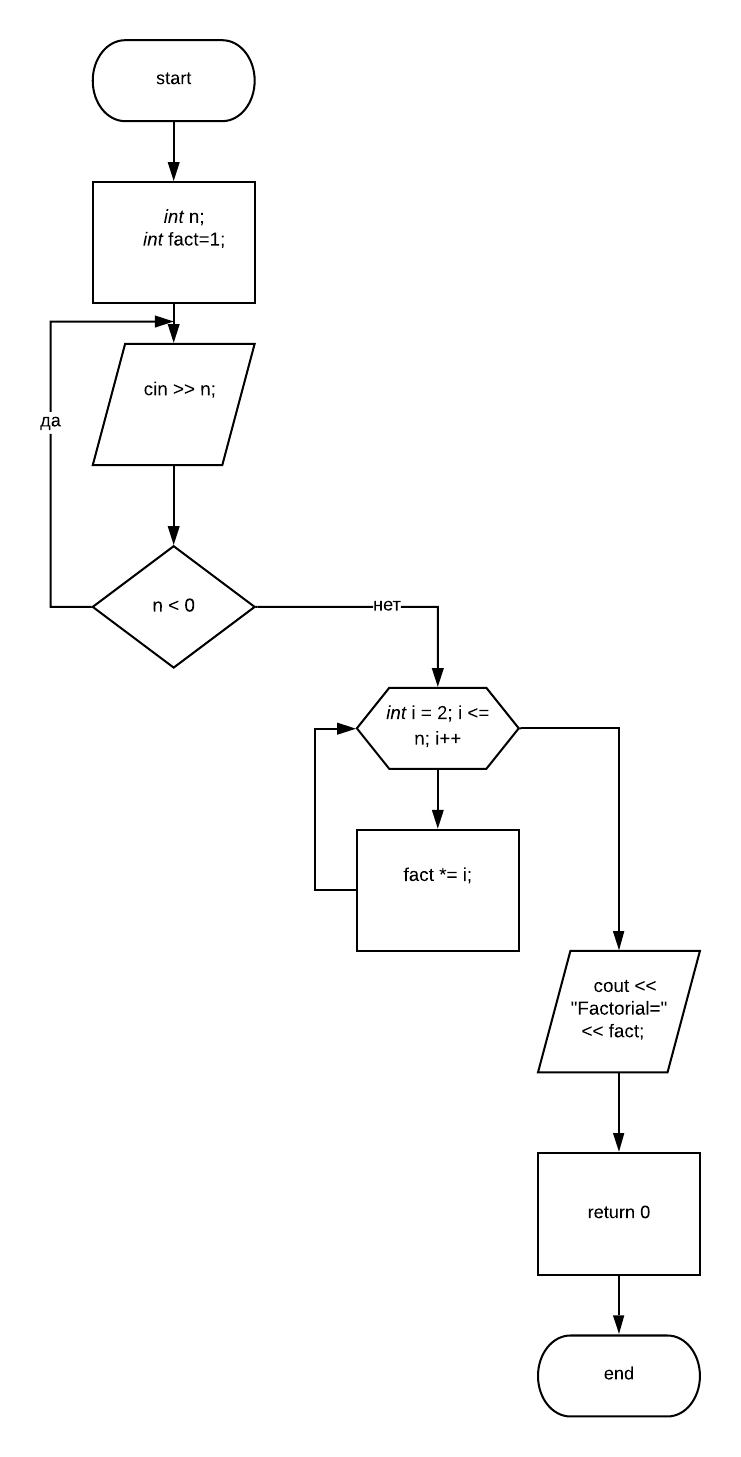 start
int n;
int fact=1;
cin >> n;
да
n < 0
нет
int i = 2; i <=
n; i++
fact *= i;
cout <<
"Factorial="
<< fact;
return 0
end